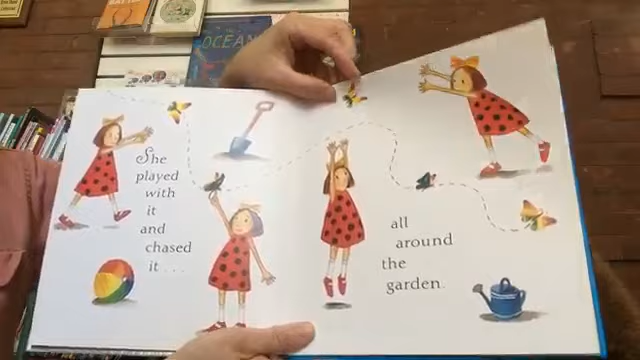 OCEAN
She
played
with
it
and
chased
it . . .
all
around
the
garden.